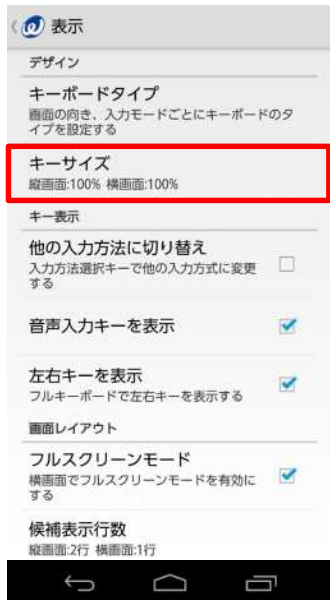 表示
デザイン
キーボードタイプ
画面の向き、入力モードごとにキーボードのタ
イプを設定する
キーサイズ
縦画面:100% 横画面:100%
キー表示
他の入力方法に切り替え
入力方法選択キーで他の入力方式に変更
する
音声入力キーを表示
左右キーを表示
フルキーボードで左右キーを表示する
画面レイアウト
フルスクリーンモード
横画面でフルスクリーンモードを有効に
する
候補表示行数
縦画面:2行 横画面:1行